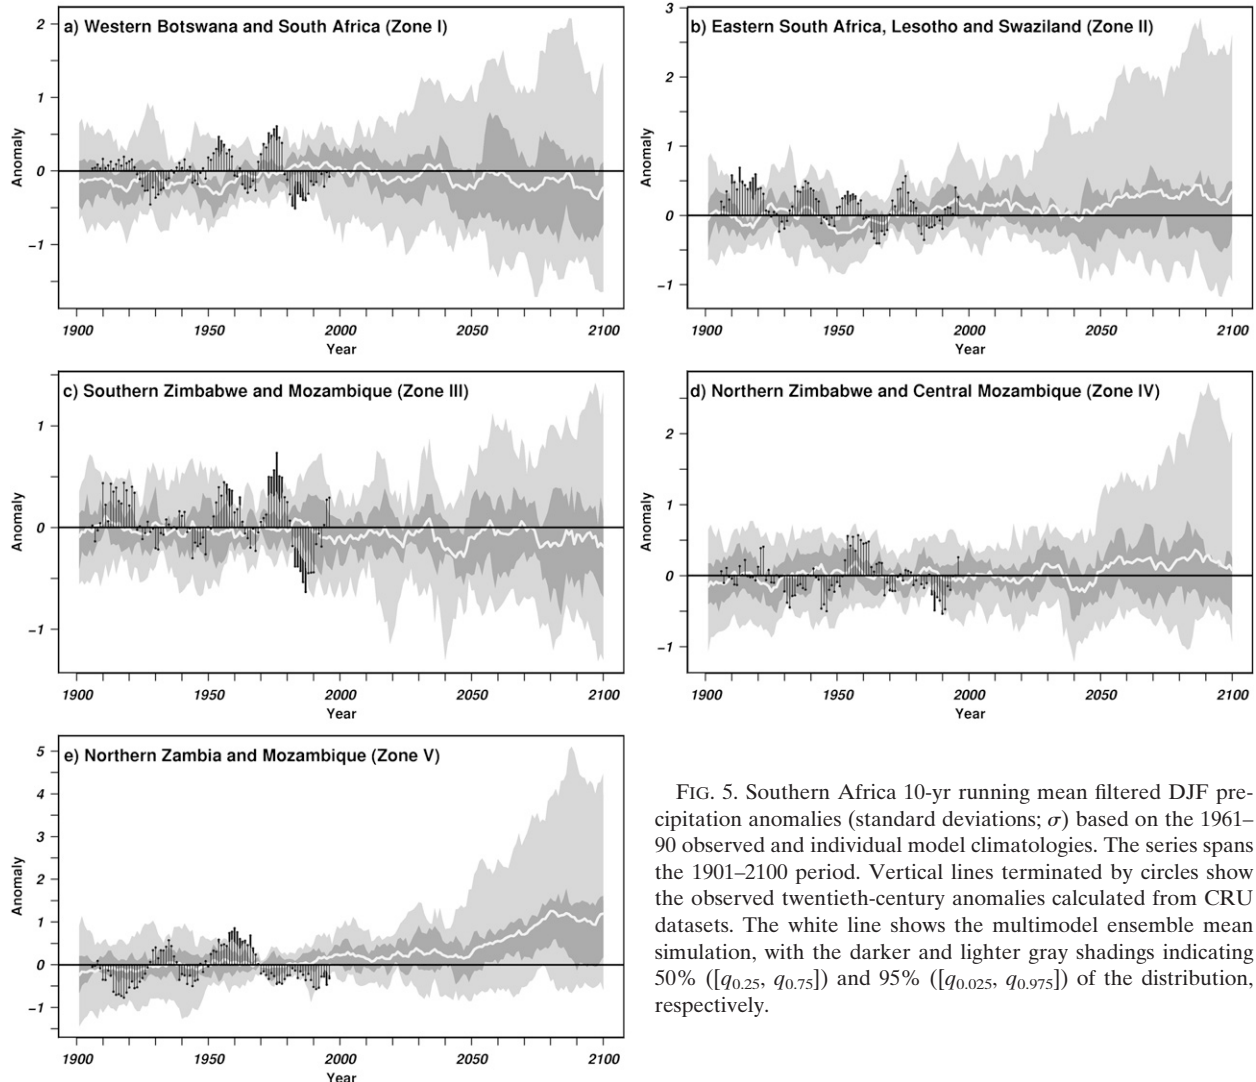 a) Western Botswana and South Africa (Zone I)
2
1
0
−1
Anomaly
1900 1950 2000 2050 2100
Year
b) Eastern South Africa, Lesotho and Swaziland (Zone II)
3
2
1
0
−1
Anomaly
1900 1950 2000 2050 2100
Year
c) Southern Zimbabwe and Mozambique (Zone III)
1
0
−1
Anomaly
1900 1950 2000 2050 2100
Year
d) Northern Zimbabwe and Central Mozambique (Zone IV)
2
1
0
−1
Anomaly
1900 1950 2000 2050 2100
Year
e) Northern Zambia and Mozambique (Zone V)
5
4
3
2
1
0
−1
Anomaly
1900 1950 2000 2050 2100
Year
FIG. 5. Southern Africa 10-yr running mean filtered DJF pre-
cipitation anomalies (standard deviations; σ) based on the 1961–
90 observed and individual model climatologies. The series spans
the 1901–2100 period. Vertical lines terminated by circles show
the observed twentieth-century anomalies calculated from CRU
datasets. The white line shows the multimodel ensemble mean
simulation, with the darker and lighter gray shadings indicating
50% ([q0.25, q0.75]) and 95% ([q0.025, q0.975]) of the distribution,
respectively.